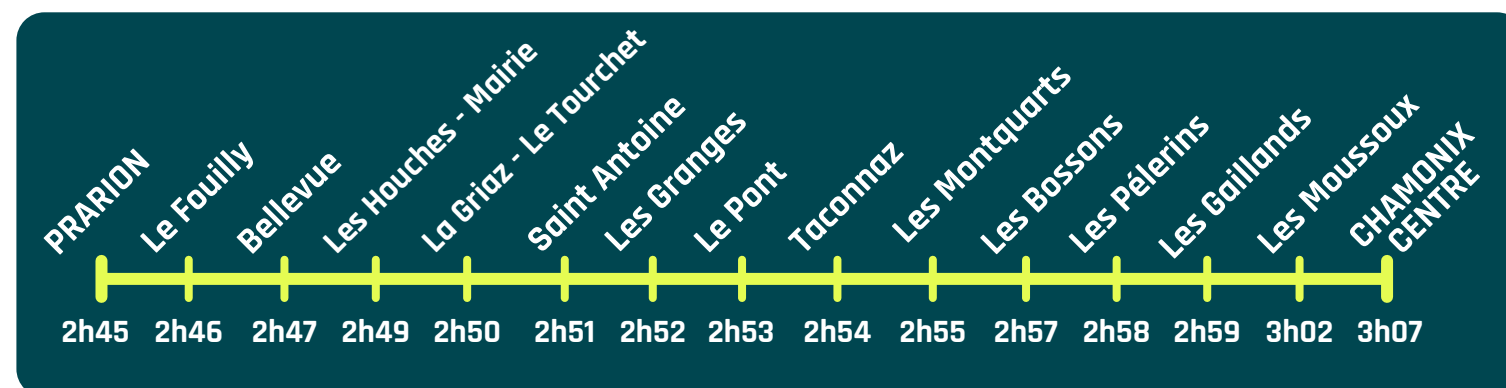 PRARION
Le Fouilly
Bellevue
Les Houches - Mairie
La Griaz - Le Tourchet
Saint Antoine
Les Granges
Le Pont
Taconnaz
Les Montquarts
Les Bossons
Les Pélerins
Les Gaillands
Les Moussoux
CHAMONIX
CENTRE
2h45 2h46 2h47 2h49 2h50 2h51 2h52 2h53 2h54 2h55 2h57 2h58 2h59 3h02 3h07